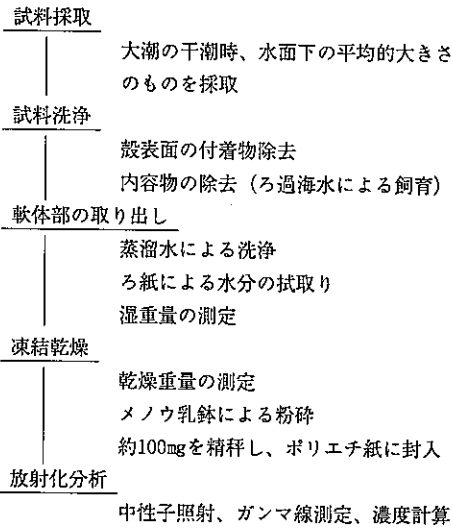 試料採取
大潮の干潮時、水面下の平均的大きさ
のものを採取
試料洗浄
殻表面の付着物除去
内容物の除去（ろ過海水による飼育）
軟体部の取り出し
蒸溜水による洗浄
ろ紙による水分の拭取り
湿重量の測定
凍結乾燥
乾燥重量の測定
メノウ乳鉢による粉砕
約100mgを精秤し、ポリエチ紙に封入
放射化分析
中性子照射、ガンマ線測定、濃度計算